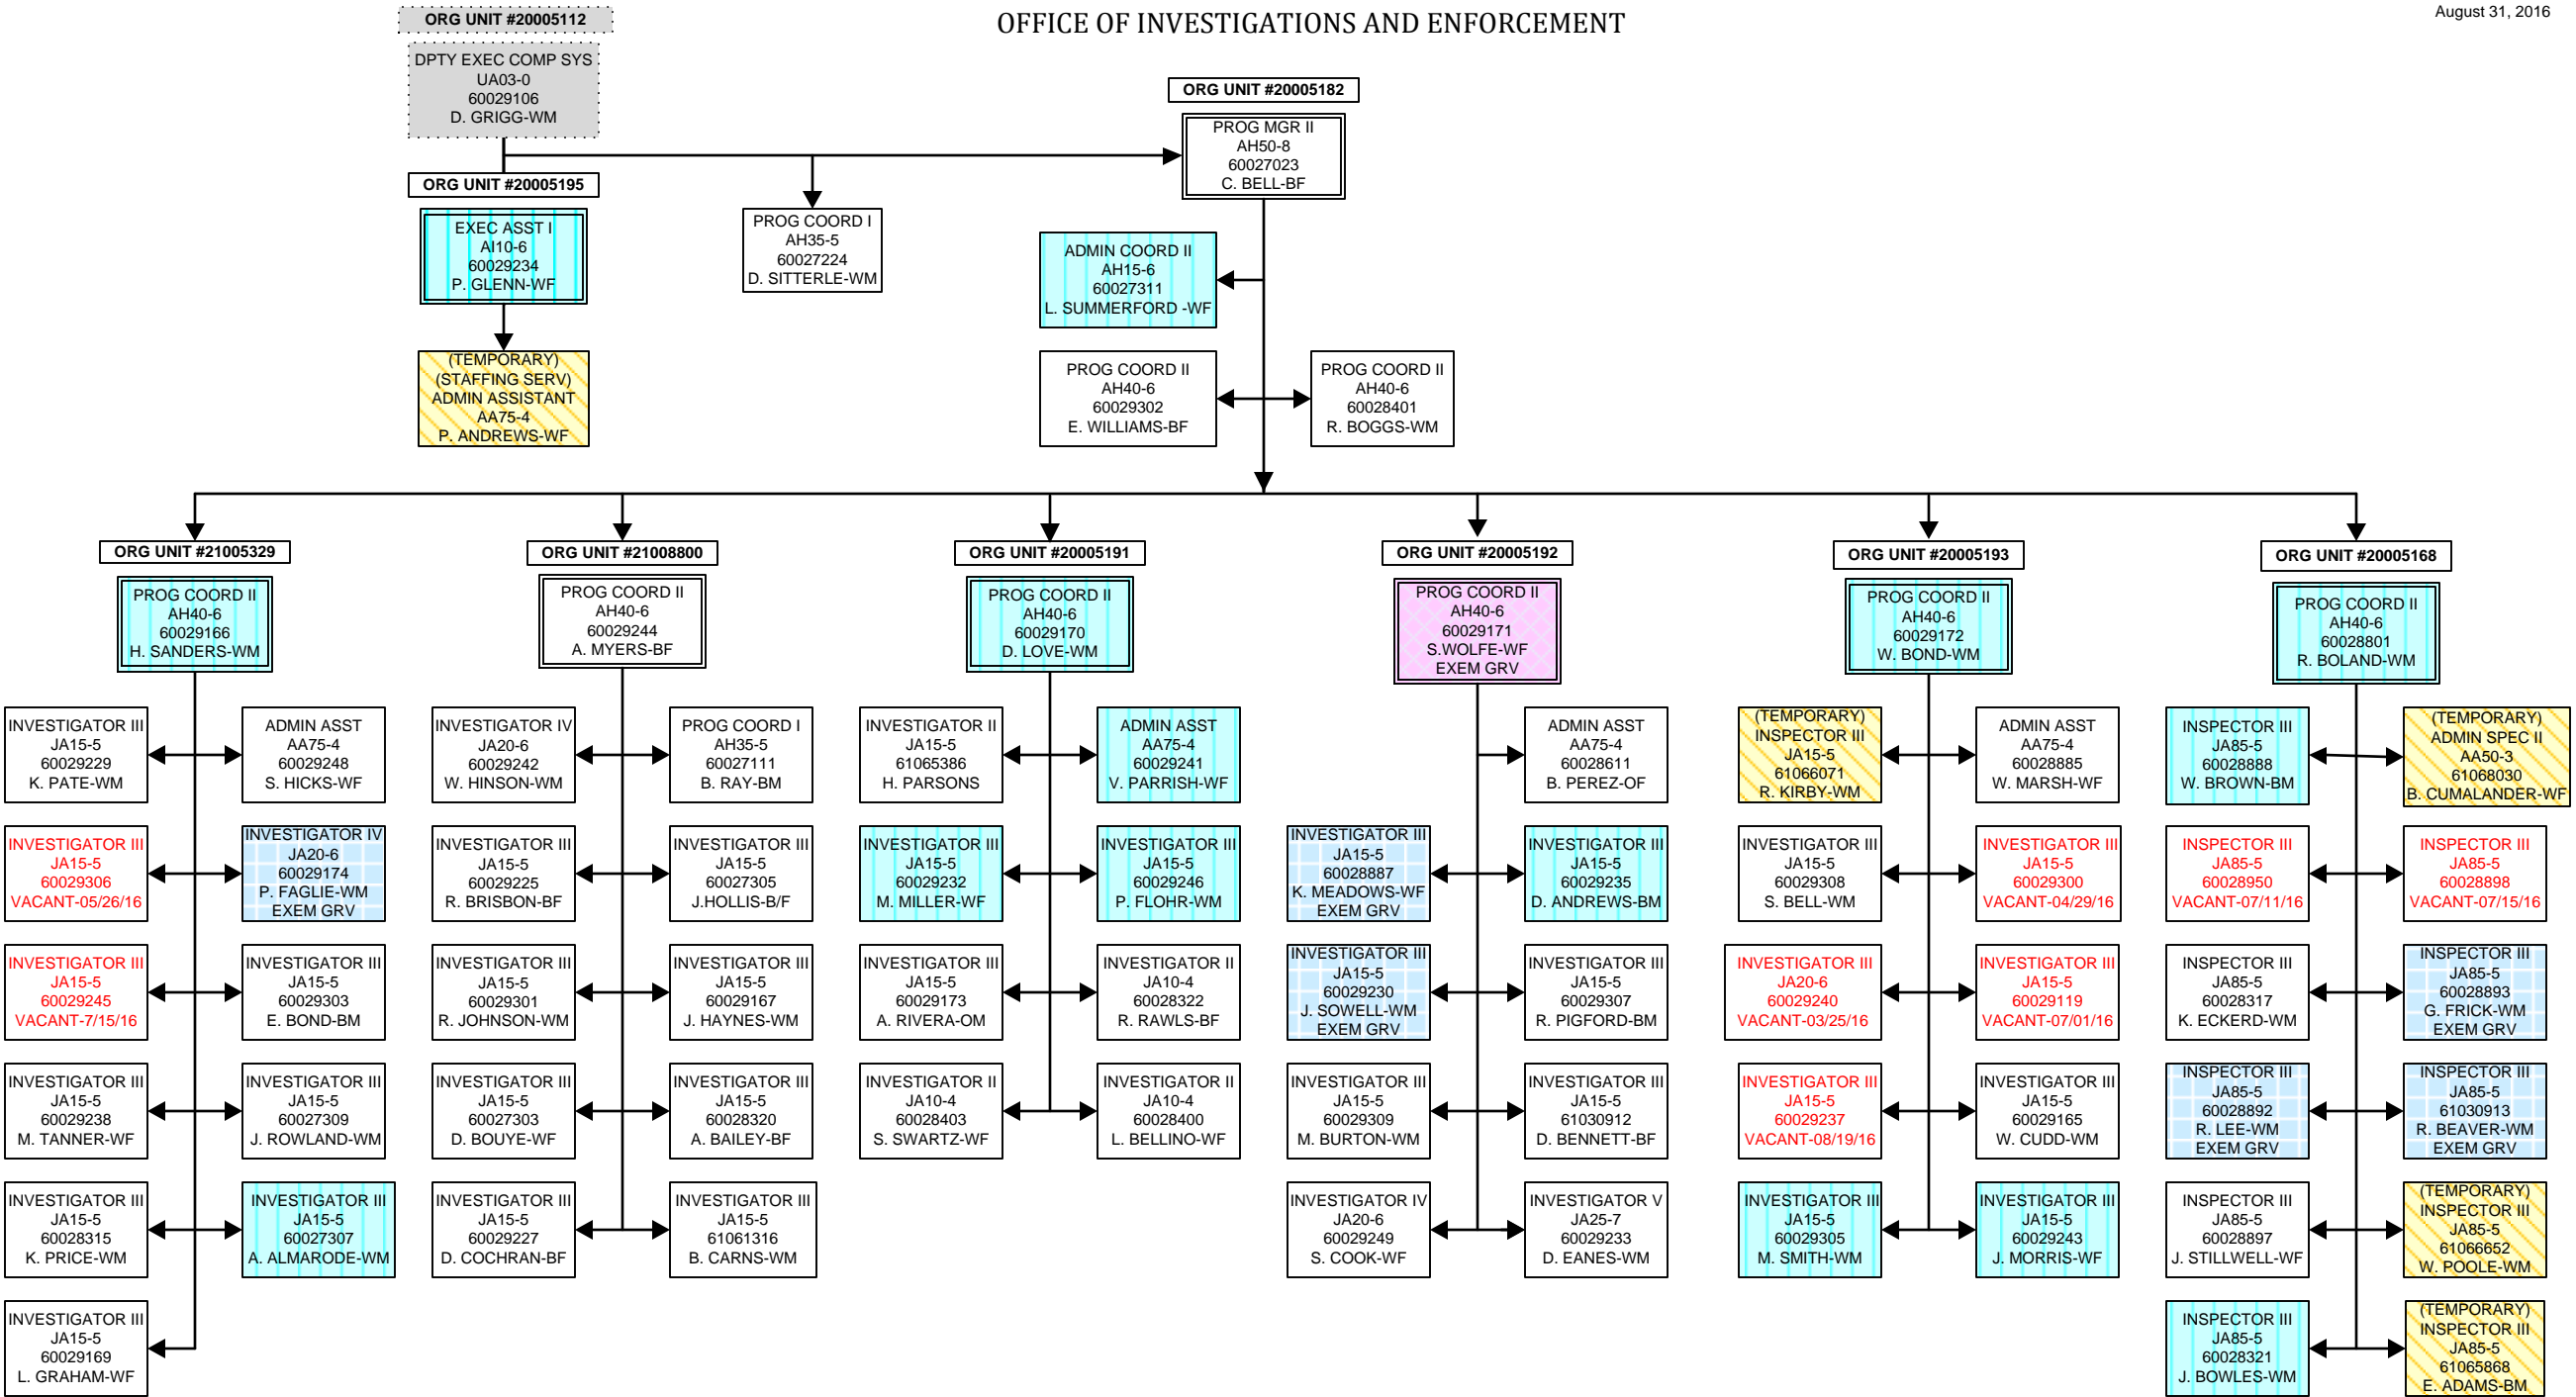 OFFICE OF INVESTIGATIONS AND ENFORCEMENT
August 31, 2016
ORG UNIT #20005112
DPTY EXEC COMP SYS
UA03-0
60029106
D. GRIGG-WM
ORG UNIT #20005182
PROG MGR II
AH50-8
60027023
C. BELL-BF
ORG UNIT #20005195
EXEC ASST I
AI10-6
60029234
P. GLENN-WF
PROG COORD I
AH35-5
60027224
D. SITTERLE-WM
ADMIN COORD II
AH15-6
60027311
L. SUMMERFORD -WF
(TEMPORARY)
(STAFFING SERV)
ADMIN ASSISTANT
AA75-4
P. ANDREWS-WF
PROG COORD II
AH40-6
60029302
E. WILLIAMS-BF
PROG COORD II
AH40-6
60028401
R. BOGGS-WM
ORG UNIT #21005329
PROG COORD II
AH40-6
60029166
H. SANDERS-WM
INVESTIGATOR III
JA15-5
60029229
K. PATE-WM
ADMIN ASST
AA75-4
60029248
S. HICKS-WF
INVESTIGATOR III
JA15-5
60029306
VACANT-05/26/16
INVESTIGATOR IV
JA20-6
60029174
P. FAGLIE-WM
EXEM GRV
INVESTIGATOR III
JA15-5
60029245
VACANT-7/15/16
INVESTIGATOR III
JA15-5
60029303
E. BOND-BM
INVESTIGATOR III
JA15-5
60029238
M. TANNER-WF
INVESTIGATOR III
JA15-5
60027309
J. ROWLAND-WM
INVESTIGATOR III
JA15-5
60028315
K. PRICE-WM
INVESTIGATOR III
JA15-5
60027307
A. ALMARODE-WM
INVESTIGATOR III
JA15-5
60029169
L. GRAHAM-WF
ORG UNIT #21008800
PROG COORD II
AH40-6
60029244
A. MYERS-BF
INVESTIGATOR IV
JA20-6
60029242
W. HINSON-WM
PROG COORD I
AH35-5
60027111
B. RAY-BM
INVESTIGATOR III
JA15-5
60029225
R. BRISBON-BF
INVESTIGATOR III
JA15-5
60027305
J.HOLLIS-B/F
INVESTIGATOR III
JA15-5
60029301
R. JOHNSON-WM
INVESTIGATOR III
JA15-5
60029167
J. HAYNES-WM
INVESTIGATOR III
JA15-5
60027303
D. BOUYE-WF
INVESTIGATOR III
JA15-5
60028320
A. BAILEY-BF
INVESTIGATOR III
JA15-5
60029227
D. COCHRAN-BF
INVESTIGATOR III
JA15-5
61061316
B. CARNS-WM
ORG UNIT #20005191
PROG COORD II
AH40-6
60029170
D. LOVE-WM
INVESTIGATOR II
JA15-5
61065386
H. PARSONS
ADMIN ASST
AA75-4
60029241
V. PARRISH-WF
INVESTIGATOR III
JA15-5
60029232
M. MILLER-WF
INVESTIGATOR III
JA15-5
60029246
P. FLOHR-WM
INVESTIGATOR III
JA15-5
60029173
A. RIVERA-OM
INVESTIGATOR II
JA10-4
60028322
R. RAWLS-BF
INVESTIGATOR II
JA10-4
60028403
S. SWARTZ-WF
INVESTIGATOR II
JA10-4
60028400
L. BELLINO-WF
ORG UNIT #20005192
PROG COORD II
AH40-6
60029171
S.WOLFE-WF
EXEM GRV
ADMIN ASST
AA75-4
60028611
B. PEREZ-OF
INVESTIGATOR III
JA15-5
60028887
K. MEADOWS-WF
EXEM GRV
INVESTIGATOR III
JA15-5
60029235
D. ANDREWS-BM
INVESTIGATOR III
JA15-5
60029230
J. SOWELL-WM
EXEM GRV
INVESTIGATOR III
JA15-5
60029307
R. PIGFORD-BM
INVESTIGATOR III
JA15-5
60029309
M. BURTON-WM
INVESTIGATOR III
JA15-5
61030912
D. BENNETT-BF
INVESTIGATOR IV
JA20-6
60029249
S. COOK-WF
INVESTIGATOR V
JA25-7
60029233
D. EANES-WM
ORG UNIT #20005193
PROG COORD II
AH40-6
60029172
W. BOND-WM
(TEMPORARY)
INSPECTOR III
JA15-5
61066071
R. KIRBY-WM
ADMIN ASST
AA75-4
60028885
W. MARSH-WF
INVESTIGATOR III
JA15-5
60029308
S. BELL-WM
INVESTIGATOR III
JA15-5
60029300
VACANT-04/29/16
INVESTIGATOR III
JA20-6
60029240
VACANT-03/25/16
INVESTIGATOR III
JA15-5
60029119
VACANT-07/01/16
INVESTIGATOR III
JA15-5
60029237
VACANT-08/19/16
INVESTIGATOR III
JA15-5
60029165
W. CUDD-WM
INVESTIGATOR III
JA15-5
60029305
M. SMITH-WM
INVESTIGATOR III
JA15-5
60029243
J. MORRIS-WF
ORG UNIT #20005168
PROG COORD II
AH40-6
60028801
R. BOLAND-WM
INSPECTOR III
JA85-5
60028888
W. BROWN-BM
(TEMPORARY)
ADMIN SPEC II
AA50-3
61068030
B. CUMALANDER-WF
INSPECTOR III
JA85-5
60028950
VACANT-07/11/16
INSPECTOR III
JA85-5
60028898
VACANT-07/15/16
INSPECTOR III
JA85-5
60028317
K. ECKERD-WM
INSPECTOR III
JA85-5
60028893
G. FRICK-WM
EXEM GRV
INSPECTOR III
JA85-5
60028892
R. LEE-WM
EXEM GRV
INSPECTOR III
JA85-5
61030913
R. BEAVER-WM
EXEM GRV
INSPECTOR III
JA85-5
60028897
J. STILLWELL-WF
(TEMPORARY)
INSPECTOR III
JA85-5
61066652
W. POOLE-WM
INSPECTOR III
JA85-5
60028321
J. BOWLES-WM
(TEMPORARY)
INSPECTOR III
JA85-5
61065868
E. ADAMS-BM